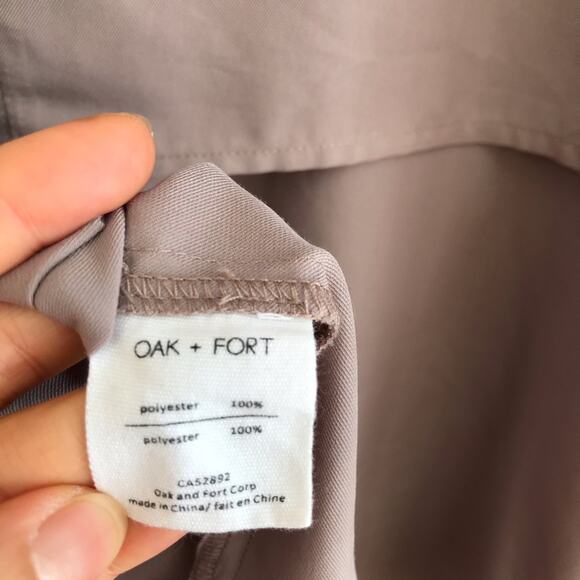 OAK + FORT
polyester 100%
polyester 100%
CA52892
Oak and Fort Corp
made in China/ fait en Chine